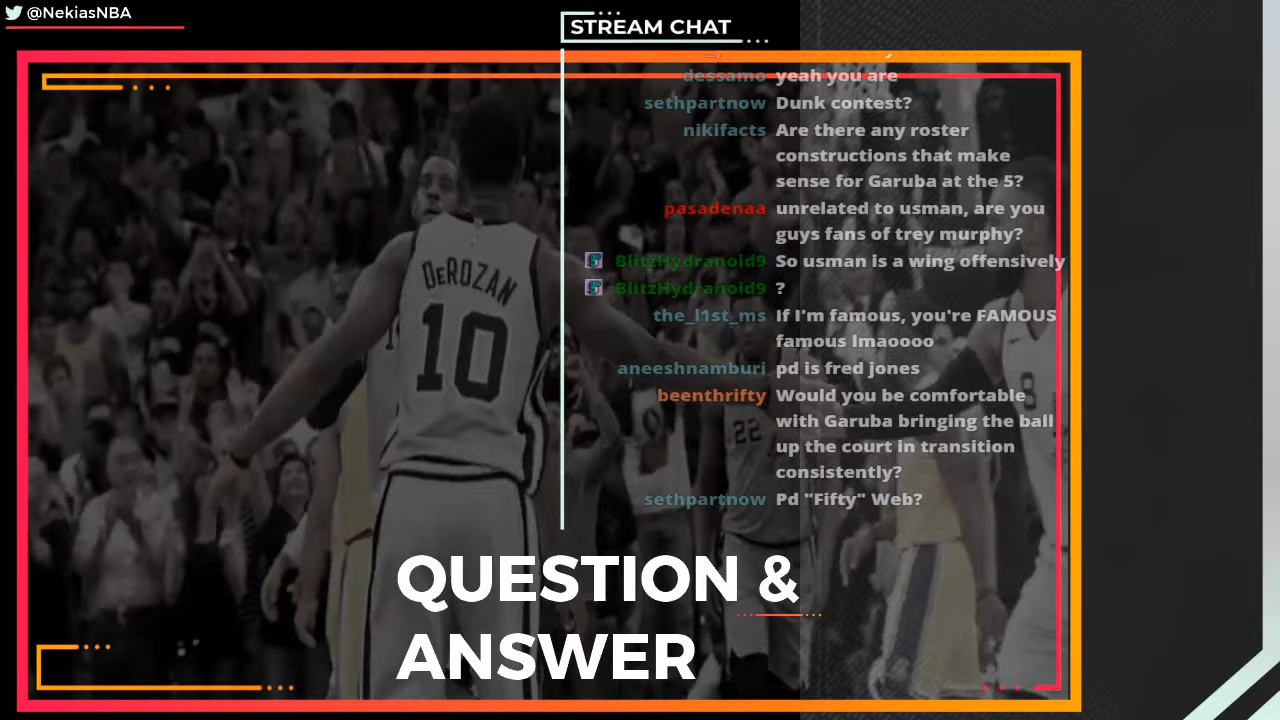 @NekiasNBA
STREAM CHAT
dessamo yeah you are
sethpartnow Dunk contest?
nikifacts Are there any roster
constructions that make
sense for Garuba at the 5?
pasadenaa unrelated to usman, are you
guys fans of trey murphy?
BlitzHydranoid9 So usman is a wing offensively
BlitzHydranoid9 ?
the_l1st_ms If I'm famous, you're FAMOUS
famous lmaoooo
aneeshnamburi pd is fred jones
beenthrifty Would you be comfortable
with Garuba bringing the ball
up the court in transition
consistently?
sethpartnow Pd "Fifty" Web?
DeROZAN
10
22
8
QUESTION &
ANSWER